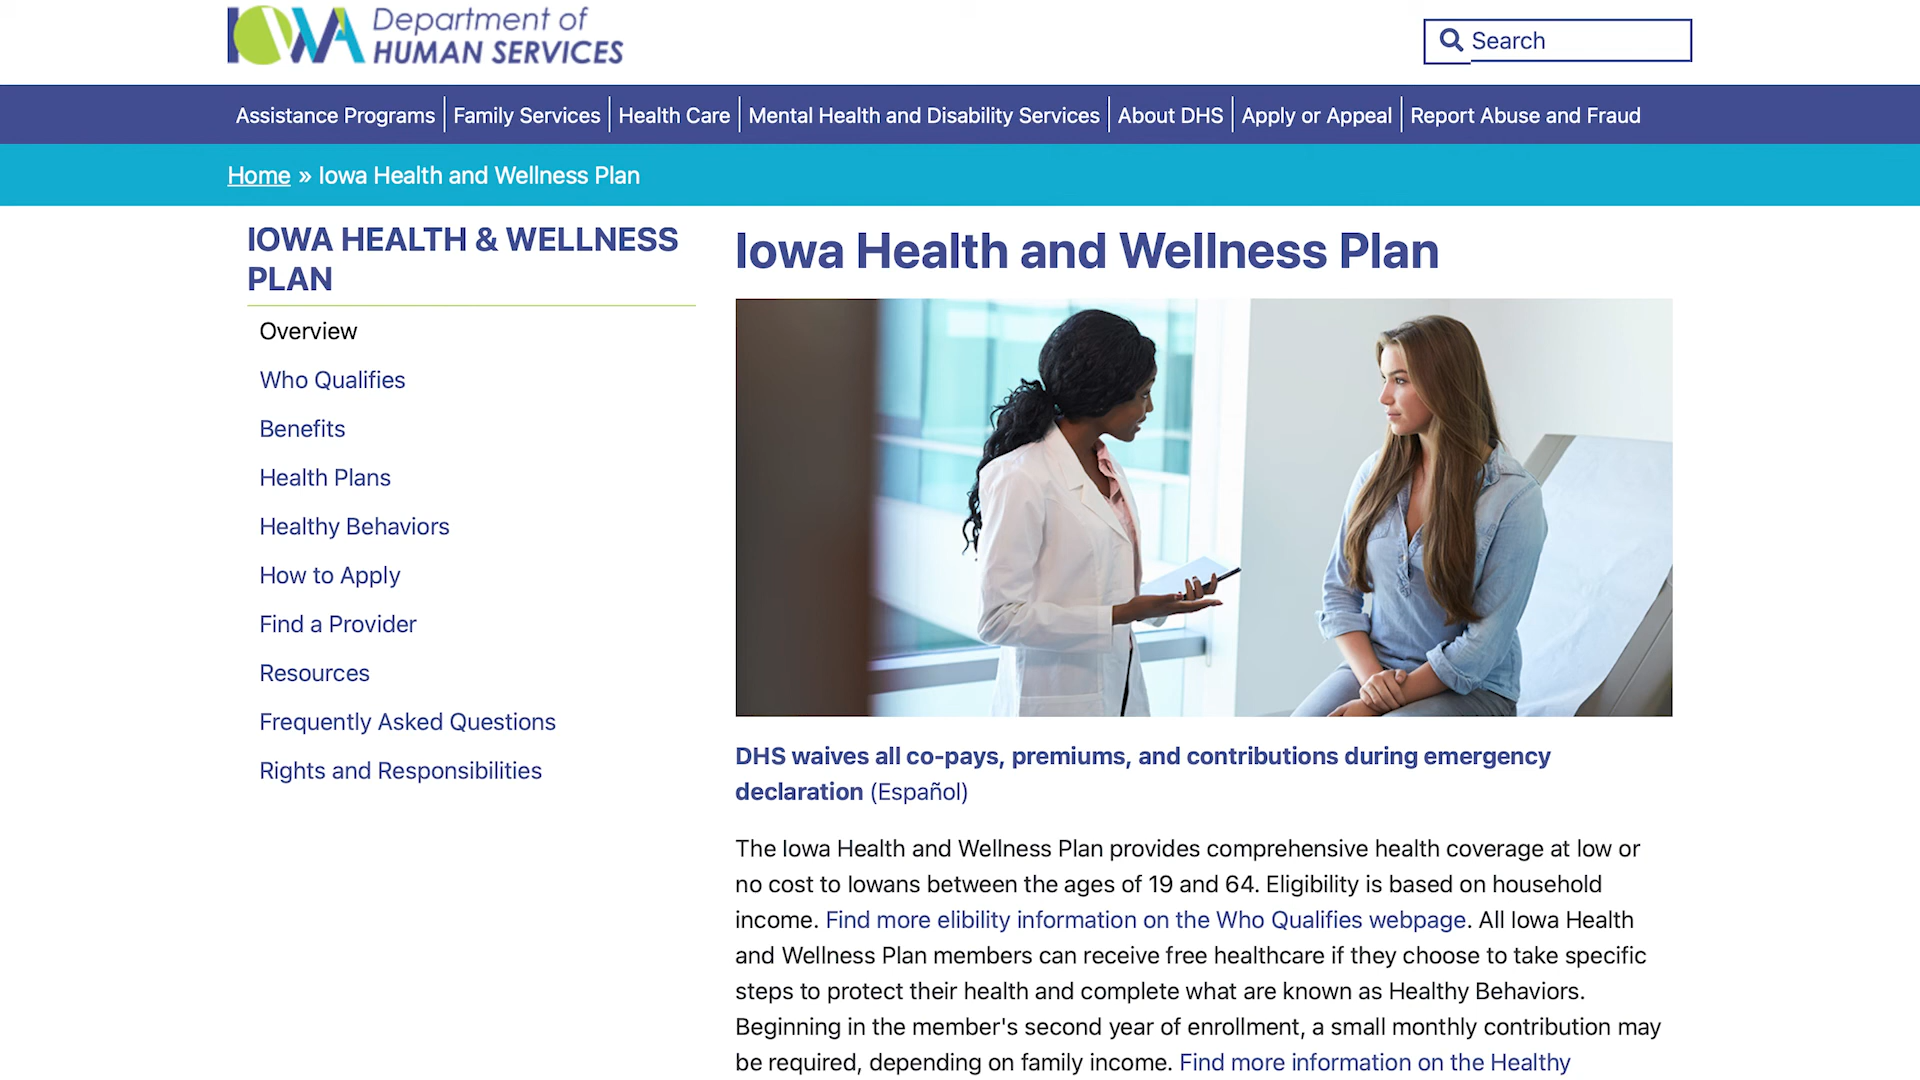 IOWA Department of
HUMAN SERVICES
Search
Assistance Programs Family Services Health Care Mental Health and Disability Services About DHS Apply or Appeal Report Abuse and Fraud
Home » Iowa Health and Wellness Plan
IOWA HEALTH & WELLNESS
PLAN
Overview
Who Qualifies
Benefits
Health Plans
Healthy Behaviors
How to Apply
Find a Provider
Resources
Frequently Asked Questions
Rights and Responsibilities
Iowa Health and Wellness Plan
DHS waives all co-pays, premiums, and contributions during emergency
declaration (Español)
The Iowa Health and Wellness Plan provides comprehensive health coverage at low or
no cost to Iowans between the ages of 19 and 64. Eligibility is based on household
income. Find more elibility information on the Who Qualifies webpage. All Iowa Health
and Wellness Plan members can receive free healthcare if they choose to take specific
steps to protect their health and complete what are known as Healthy Behaviors.
Beginning in the member's second year of enrollment, a small monthly contribution may
be required, depending on family income. Find more information on the Healthy